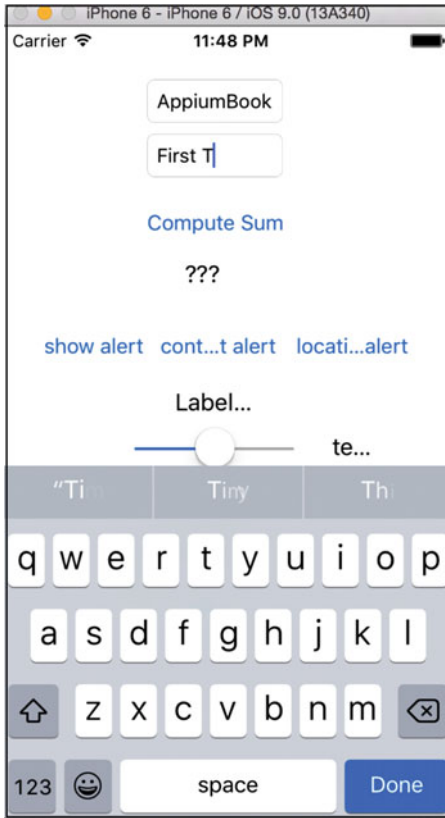 iPhone 6 - iPhone 6 / iOS 9.0 (13A340)
Carrier 11:48 PM
AppiumBook
First T
Compute Sum
???
show alert cont...t alert locati...alert
Label...
te...
"Ti Tiny Th
q w e r t y u i o p
a s d f g h j k l
z x c v b n m
123 space Done